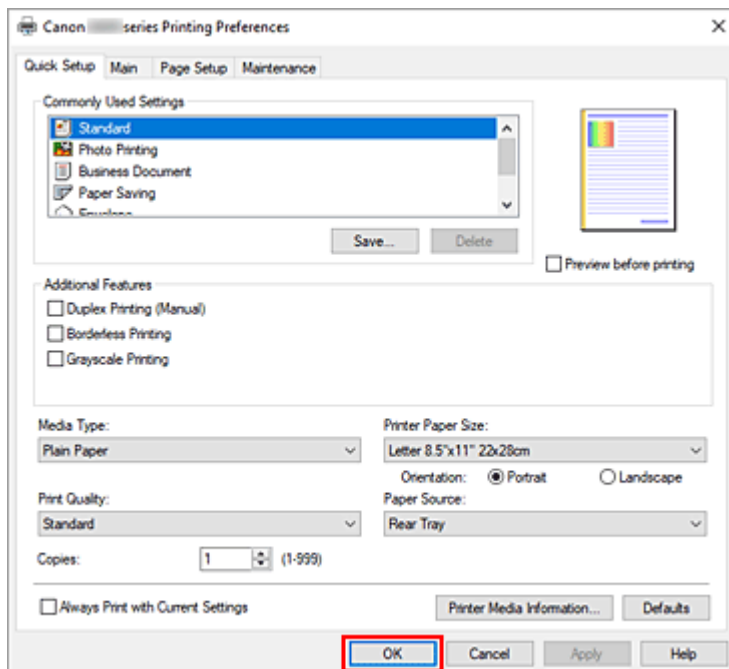 Canon series Printing Preferences
Quick Setup Main Page Setup Maintenance
Commonly Used Settings
Standard
Photo Printing
Business Document
Paper Saving
Envelope
Save... Delete
Preview before printing
Additional Features
Duplex Printing (Manual)
Borderless Printing
Grayscale Printing
Media Type: Printer Paper Size:
Plain Paper Letter 8.5"x11" 22x28cm
Orientation: Portrait Landscape
Print Quality: Paper Source:
Standard Rear Tray
Copies: 1 (1-999)
Always Print with Current Settings Printer Media Information... Defaults
OK Cancel Apply Help